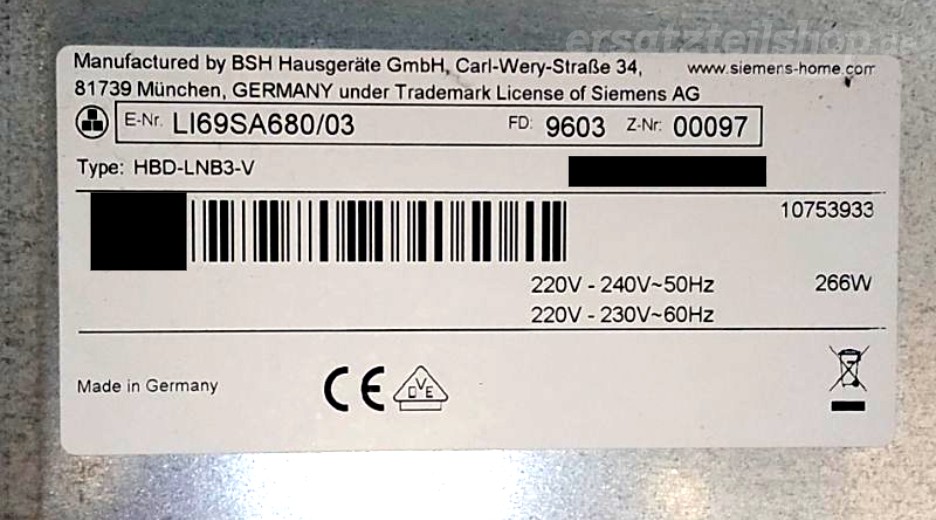 ersatzteilshop.de
Manufactured by BSH Hausgeräte GmbH, Carl-Wery-Straße 34, www.siemens-home.com
81739 München, GERMANY under Trademark License of Siemens AG
E-Nr. LI69SA680/03 FD: 9603 Z-Nr: 00097
Type: HBD-LNB3-V
10753933
220V - 240V~50Hz 266W
220V - 230V~60Hz
Made in Germany CE DVE